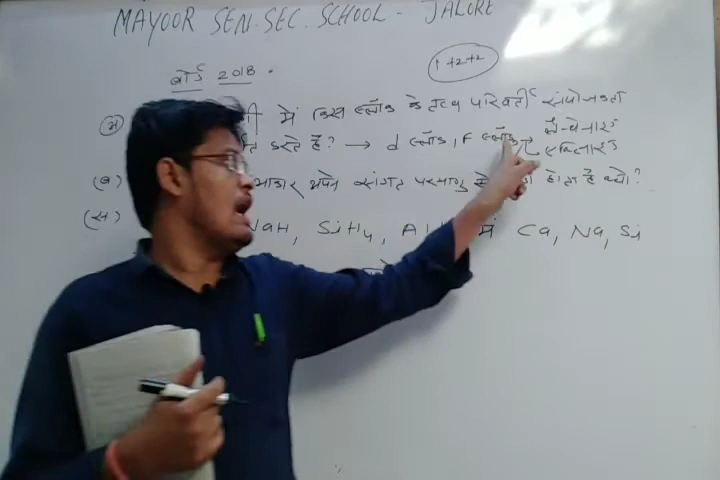 MAYOOR SEN. SEC. SCHOOL - JALORE
1+2+2
बोर्ड 2018 .
(अ) में किस ब्लॉक के तत्व परिवर्ती संयोजकता
करते हैं? → d ब्लॉक, f ब्लॉक → लैन्थेनाइड
एक्टिनाइड
(ब) आकार अपने संगत परमाणु से होता है क्यों?
(स) NaH, SiH4, में Ca, Na, Si